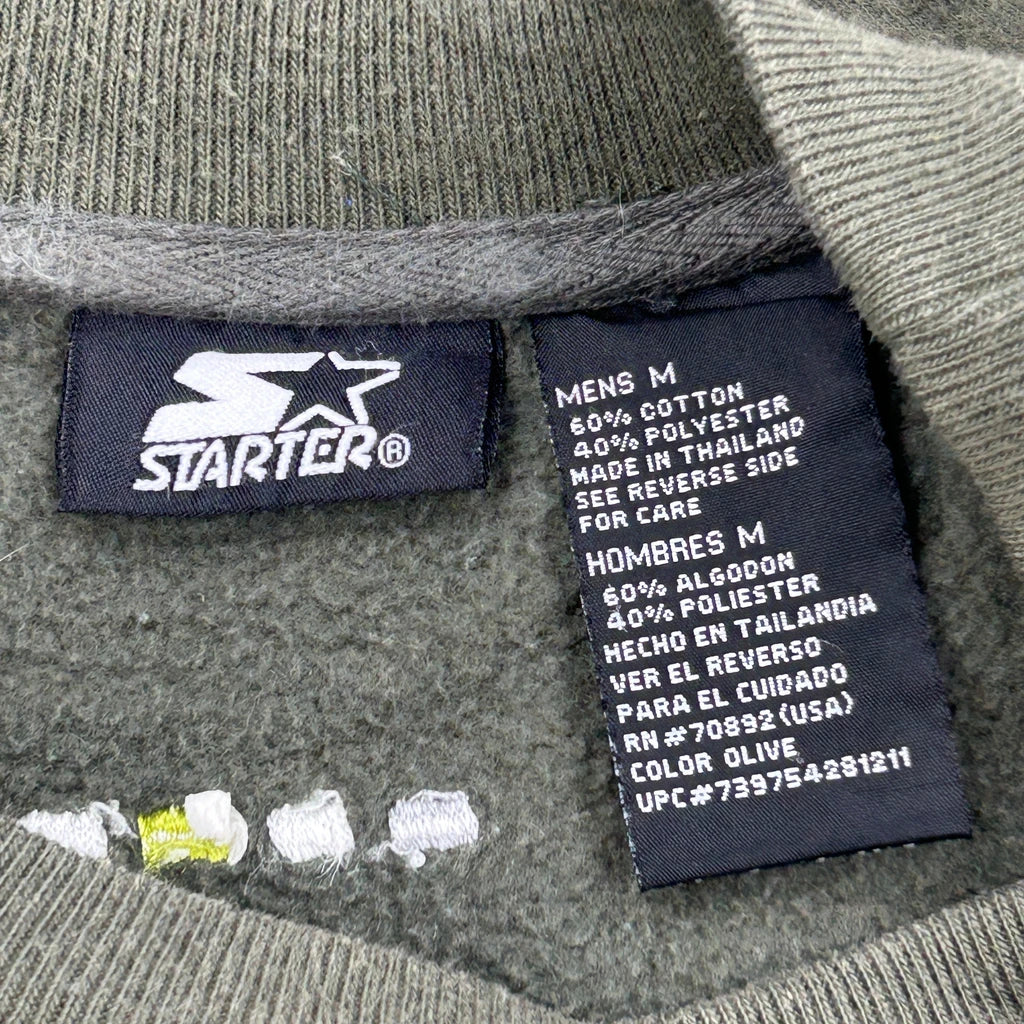 STARTER®
MENS M
60% COTTON
40% POLYESTER
MADE IN THAILAND
SEE REVERSE SIDE
FOR CARE
HOMBRES M
60% ALGODON
40% POLIESTER
HECHO EN TAILANDIA
VER EL REVERSO
PARA EL CUIDADO
RN#70892(USA)
COLOR OLIVE
UPC#739754281211